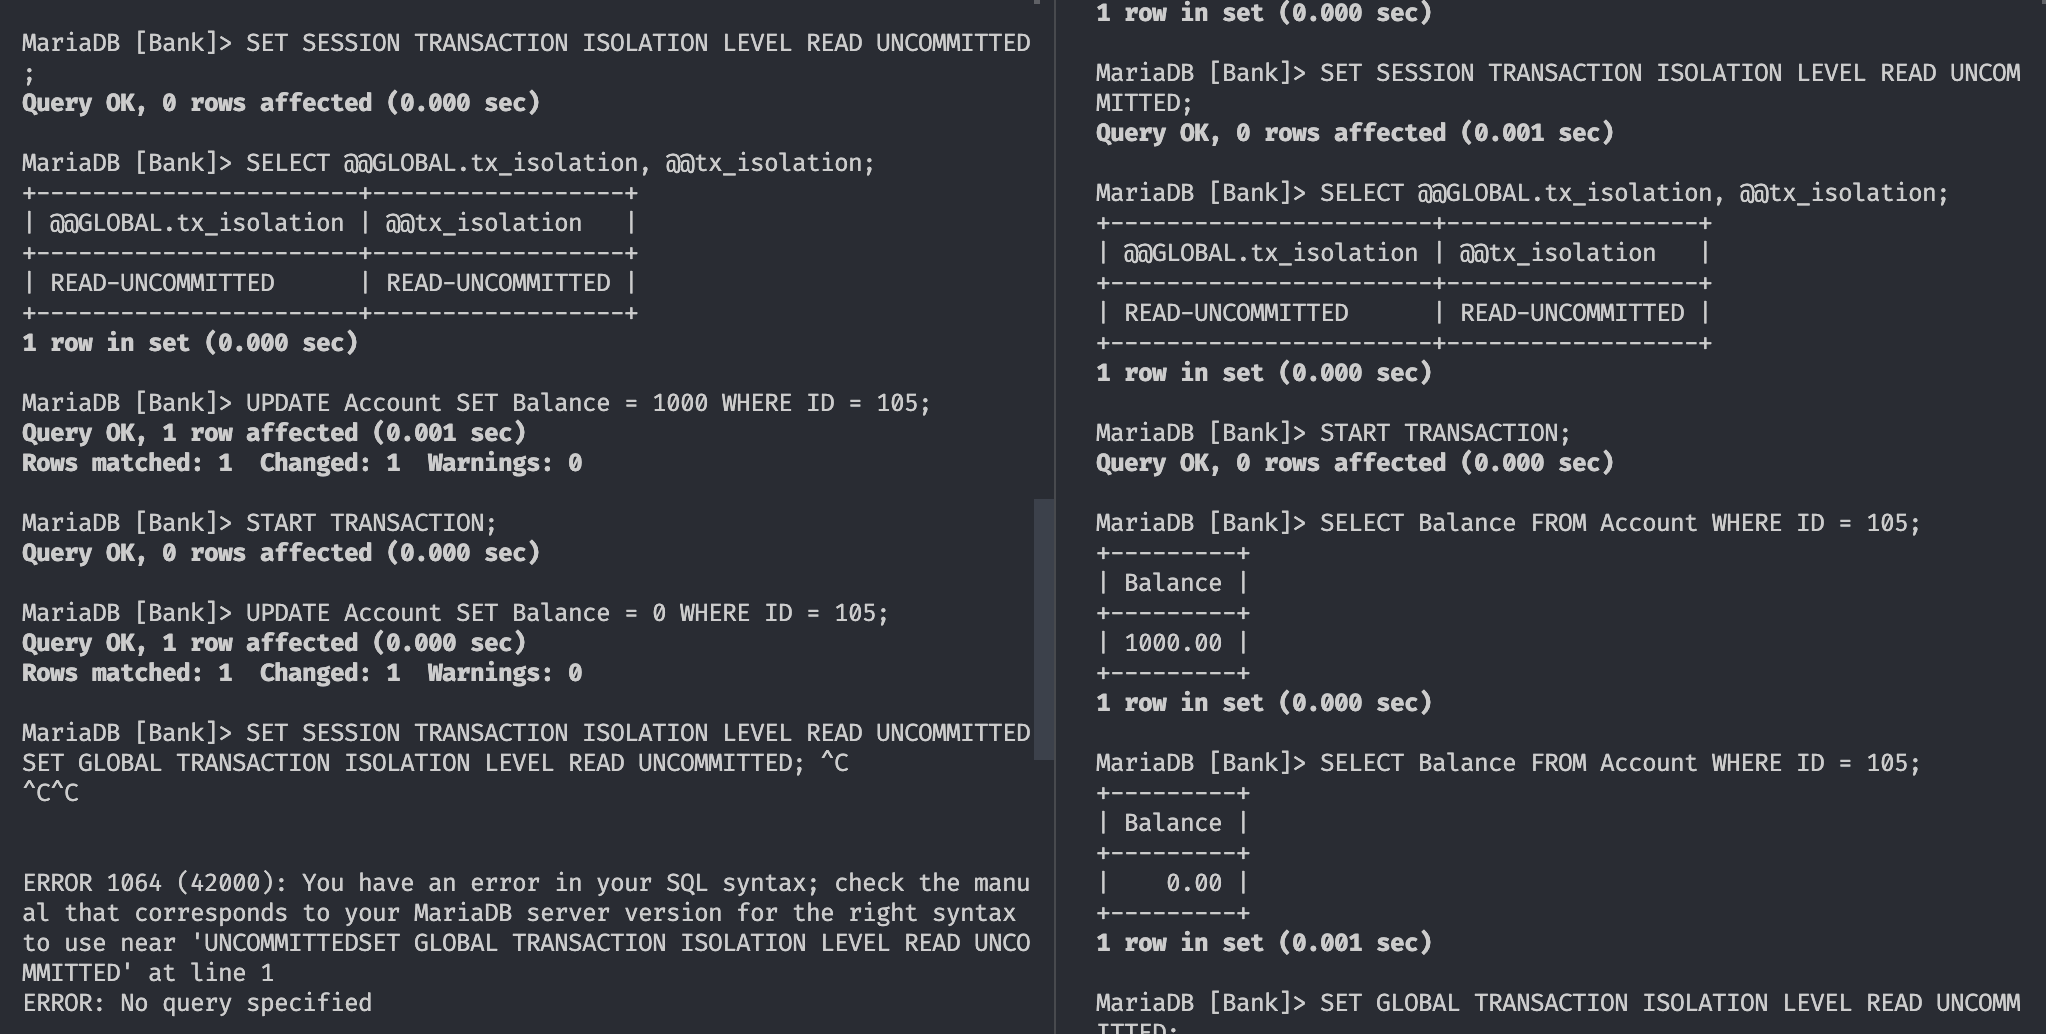 MariaDB [Bank]> SET SESSION TRANSACTION ISOLATION LEVEL READ UNCOMMITTED
;
Query OK, 0 rows affected (0.000 sec)
MariaDB [Bank]> SELECT @@GLOBAL.tx_isolation, @@tx_isolation;
+-----------------------+------------------+
| @@GLOBAL.tx_isolation | @@tx_isolation   |
+-----------------------+------------------+
| READ-UNCOMMITTED      | READ-UNCOMMITTED |
+-----------------------+------------------+
1 row in set (0.000 sec)
MariaDB [Bank]> UPDATE Account SET Balance = 1000 WHERE ID = 105;
Query OK, 1 row affected (0.001 sec)
Rows matched: 1  Changed: 1  Warnings: 0
MariaDB [Bank]> START TRANSACTION;
Query OK, 0 rows affected (0.000 sec)
MariaDB [Bank]> UPDATE Account SET Balance = 0 WHERE ID = 105;
Query OK, 1 row affected (0.000 sec)
Rows matched: 1  Changed: 1  Warnings: 0
MariaDB [Bank]> SET SESSION TRANSACTION ISOLATION LEVEL READ UNCOMMITTED
SET GLOBAL TRANSACTION ISOLATION LEVEL READ UNCOMMITTED; ^C
^C^C
ERROR 1064 (42000): You have an error in your SQL syntax; check the manu
al that corresponds to your MariaDB server version for the right syntax
to use near 'UNCOMMITTEDSET GLOBAL TRANSACTION ISOLATION LEVEL READ UNCO
MMITTED' at line 1
ERROR: No query specified
1 row in set (0.000 sec)
MariaDB [Bank]> SET SESSION TRANSACTION ISOLATION LEVEL READ UNCOM
MITTED;
Query OK, 0 rows affected (0.001 sec)
MariaDB [Bank]> SELECT @@GLOBAL.tx_isolation, @@tx_isolation;
+-----------------------+------------------+
| @@GLOBAL.tx_isolation | @@tx_isolation   |
+-----------------------+------------------+
| READ-UNCOMMITTED      | READ-UNCOMMITTED |
+-----------------------+------------------+
1 row in set (0.000 sec)
MariaDB [Bank]> START TRANSACTION;
Query OK, 0 rows affected (0.000 sec)
MariaDB [Bank]> SELECT Balance FROM Account WHERE ID = 105;
+---------+
| Balance |
+---------+
| 1000.00 |
+---------+
1 row in set (0.000 sec)
MariaDB [Bank]> SELECT Balance FROM Account WHERE ID = 105;
+---------+
| Balance |
+---------+
|    0.00 |
+---------+
1 row in set (0.001 sec)
MariaDB [Bank]> SET GLOBAL TRANSACTION ISOLATION LEVEL READ UNCOMM
ITTED;